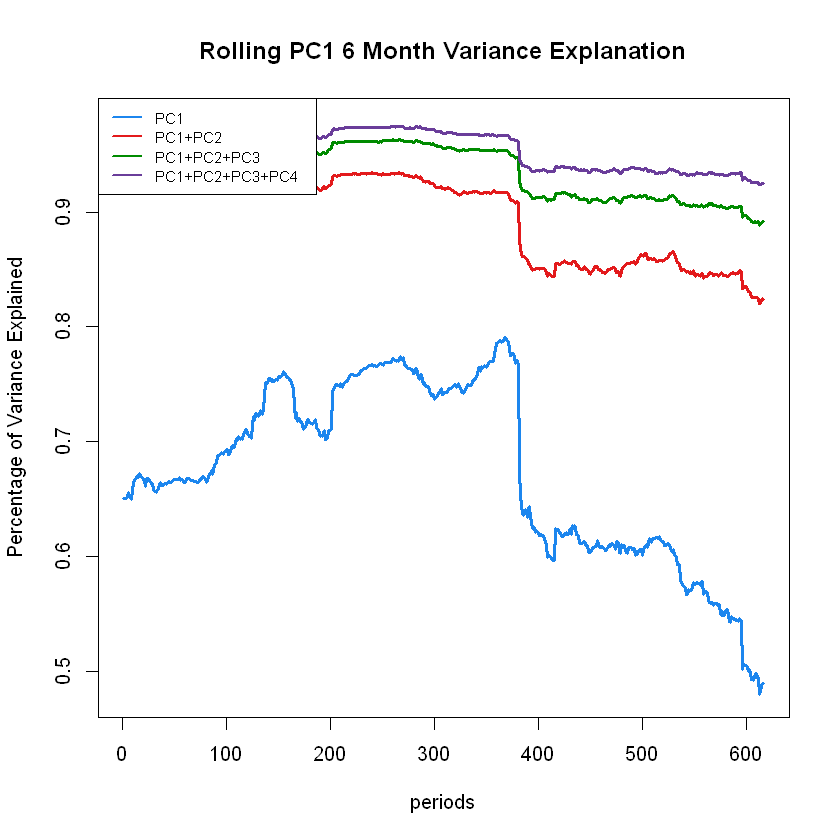 Rolling PC1 6 Month Variance Explanation
PC1
PC1+PC2
PC1+PC2+PC3
PC1+PC2+PC3+PC4
Percentage of Variance Explained
0.9
0.8
0.7
0.6
0.5
0 100 200 300 400 500 600
periods